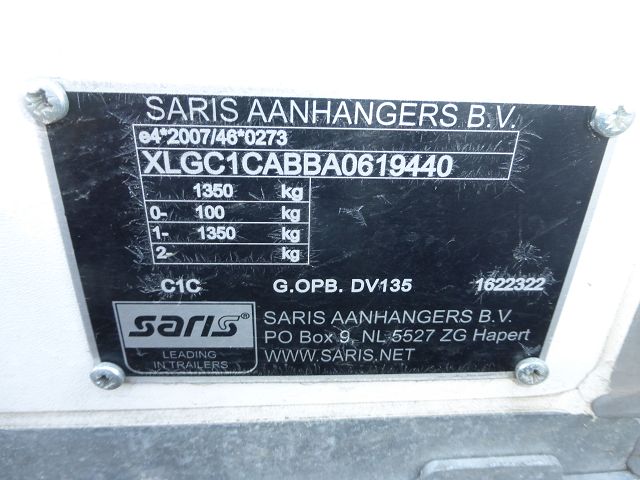 SARIS AANHANGERS B.V.
e4*2007/46*0273
XLGC1CABBA0619440
1350 kg
0- 100 kg
1- 1350 kg
2- kg
C1C G.OPB. DV135 1622322
saris
LEADING
IN TRAILERS
SARIS AANHANGERS B.V.
PO Box 9, NL 5527 ZG Hapert
WWW.SARIS.NET